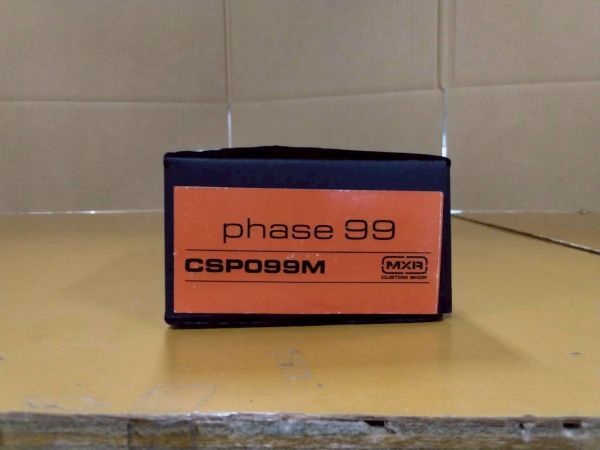 phase 99
CSP099M
MXR
CUSTOM SHOP